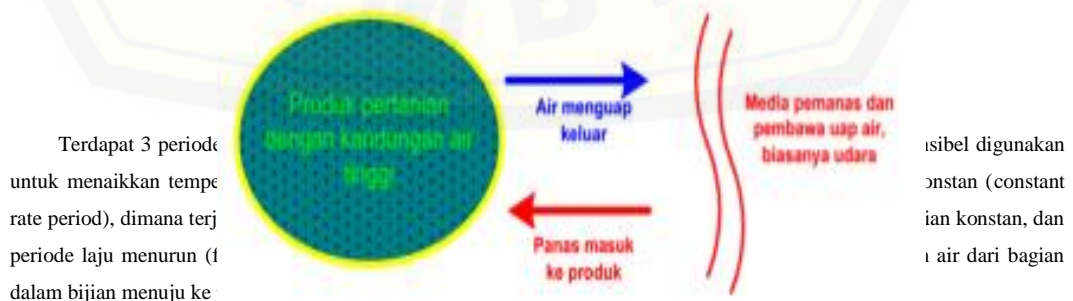 Produk pertanian
dengan kandungan air
tinggi
Air menguap
keluar
Media pemanas dan
pembawa uap air,
biasanya udara
Panas masuk
ke produk
Terdapat 3 periode sibel digunakan
untuk menaikkan tempe onstan (constant
rate period), dimana terj ian konstan, dan
periode laju menurun (f air dari bagian
dalam bijian menuju ke